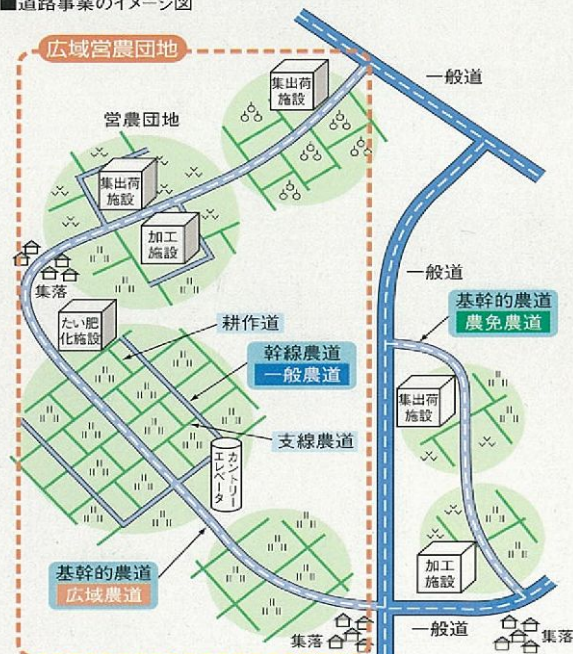 ■道路事業のイメージ図
広域営農団地
一般道
集出荷
施設
営農団地
集出荷
施設
加工
施設
一般道
集落
基幹的農道
農免農道
たい肥
化施設
耕作道
幹線農道
一般農道
集出荷
施設
支線農道
カントリー
エレベータ
基幹的農道
広域農道
加工
施設
集落
一般道
集落